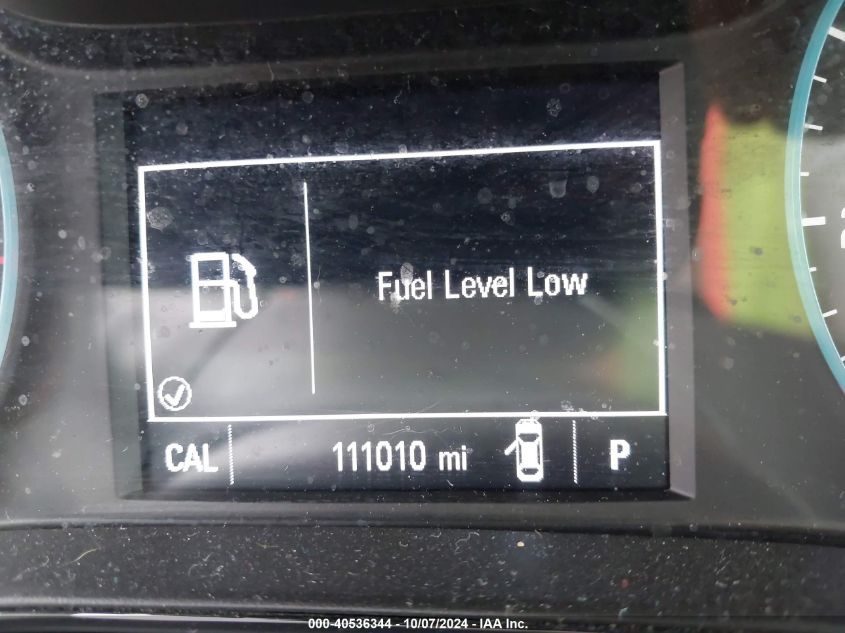 Fuel Level Low
CAL 111010 mi P
000-40536344 - 10/07/2024 - IAA Inc.